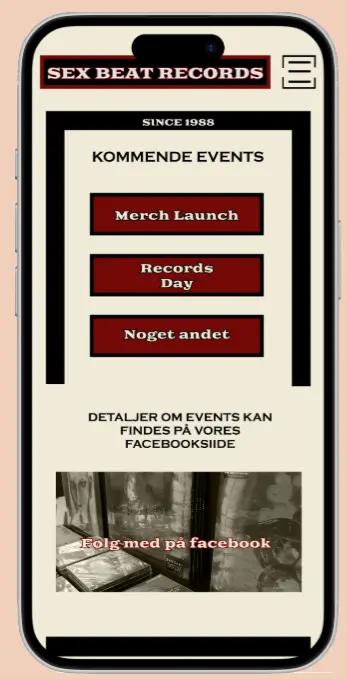 SEX BEAT RECORDS
SINCE 1988
KOMMENDE EVENTS
Merch Launch
Records
Day
Noget andet
DETALJER OM EVENTS KAN
FINDES PÅ VORES
FACEBOOKSIIDE
Følg med på facebook